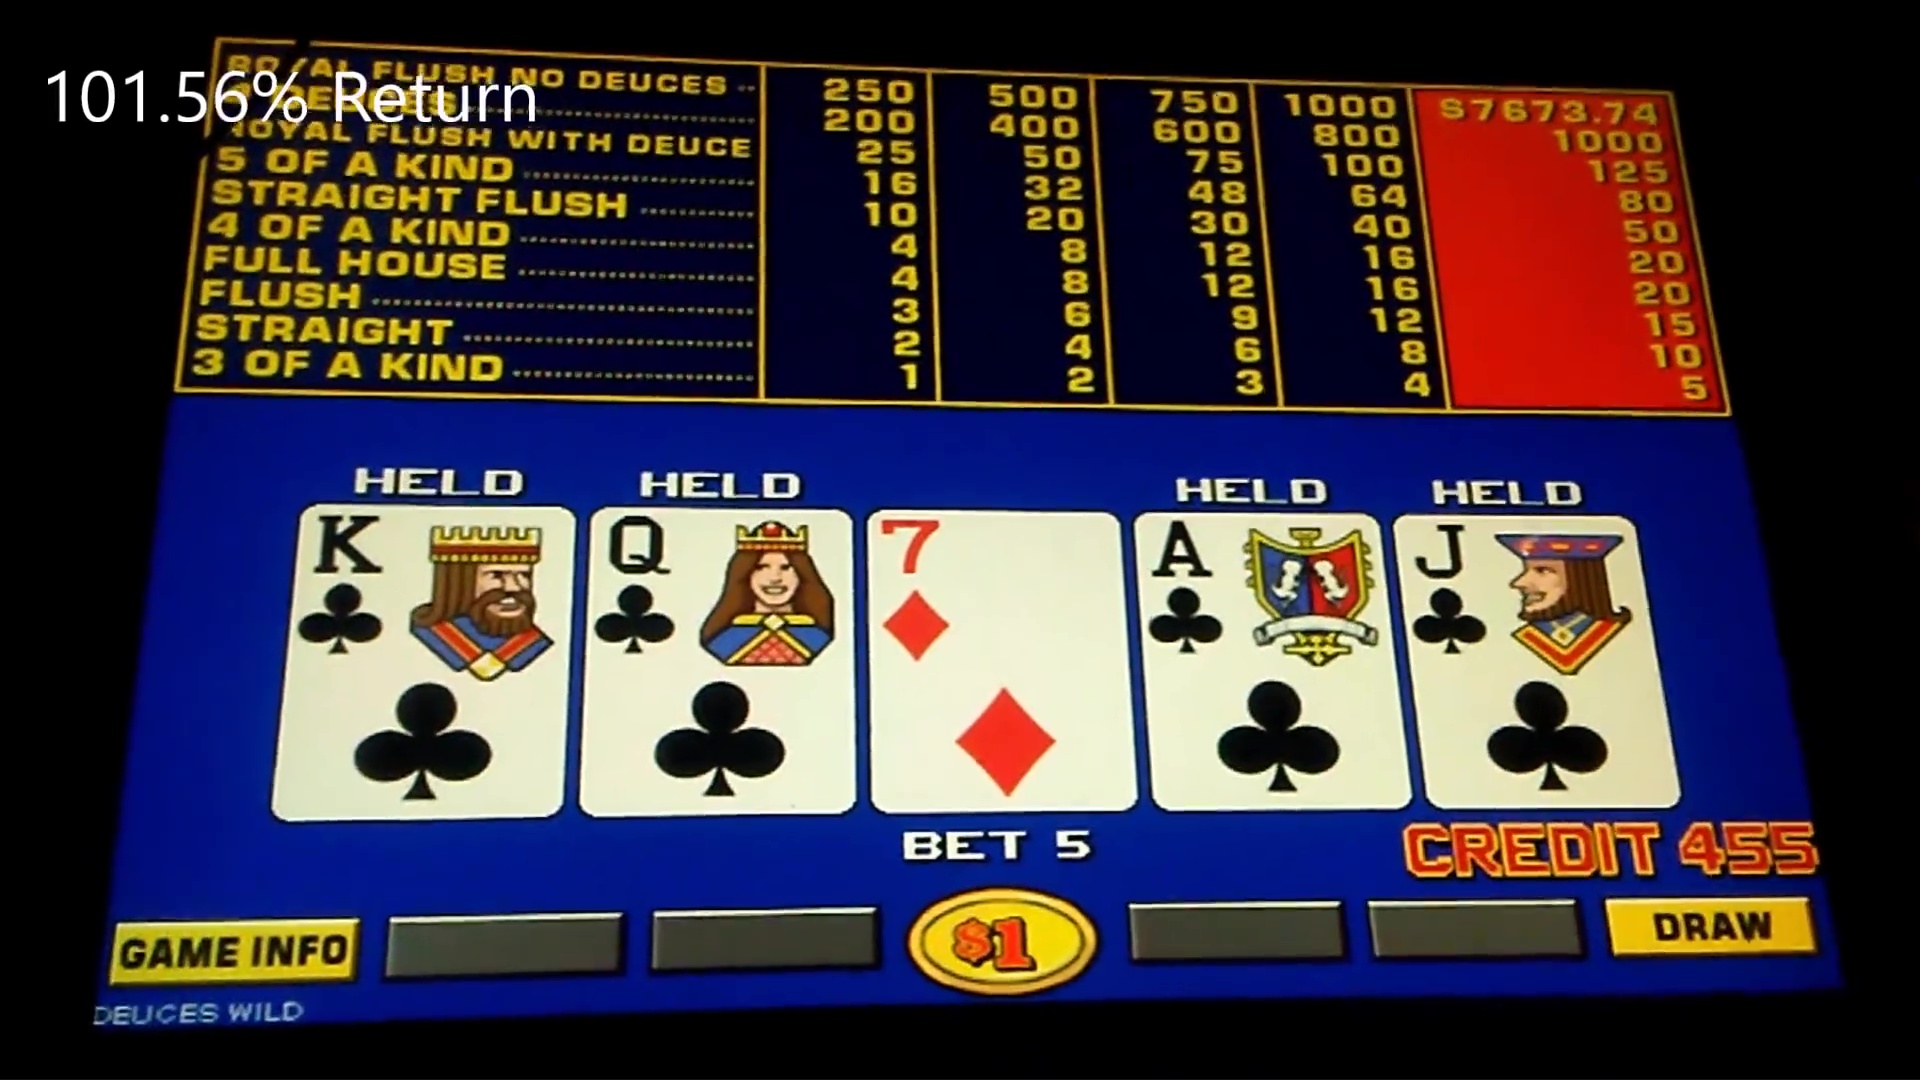 101.56% Return
ROYAL FLUSH NO DEUCES 250 500 750 1000 $7673.74
4 DEUCES 200 400 600 800 1000
ROYAL FLUSH WITH DEUCE 25 50 75 100 125
5 OF A KIND 16 32 48 64 80
STRAIGHT FLUSH 10 20 30 40 50
4 OF A KIND 4 8 12 16 20
FULL HOUSE 4 8 12 16 20
FLUSH 3 6 9 12 15
STRAIGHT 2 4 6 8 10
3 OF A KIND 1 2 3 4 5
HELD HELD HELD HELD
K Q 7 A J
BET 5
CREDIT 455
GAME INFO $1 DRAW
DEUCES WILD